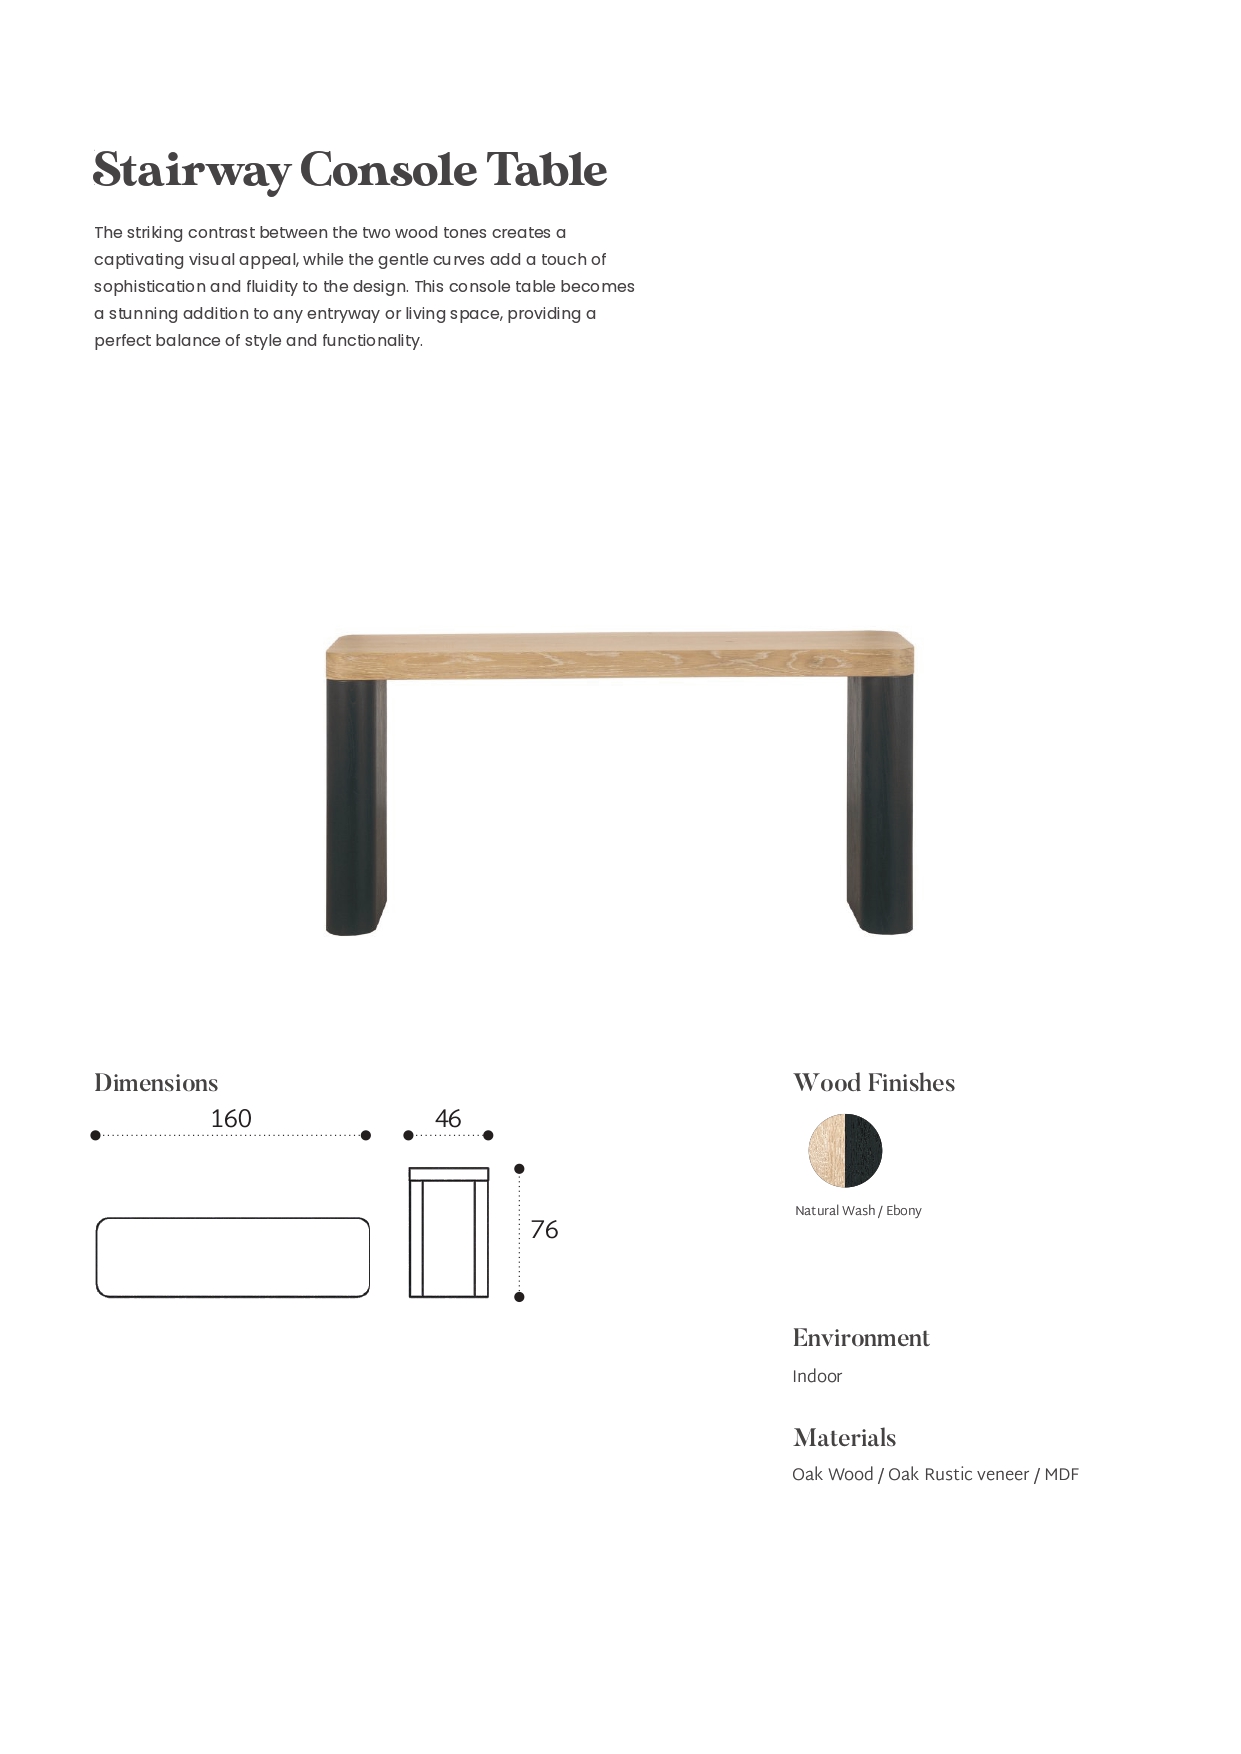 Stairway Console Table
The striking contrast between the two wood tones creates a
captivating visual appeal, while the gentle curves add a touch of
sophistication and fluidity to the design. This console table becomes
a stunning addition to any entryway or living space, providing a
perfect balance of style and functionality.
Dimensions
160
46
76
Wood Finishes
Natural Wash / Ebony
Environment
Indoor
Materials
Oak Wood / Oak Rustic veneer / MDF